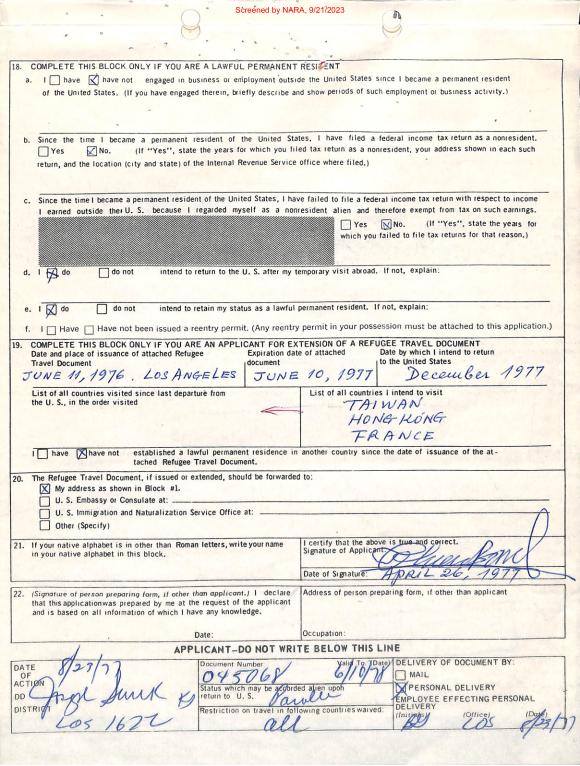 Screened by NARA, 9/21/2023
18. COMPLETE THIS BLOCK ONLY IF YOU ARE A LAWFUL PERMANENT RESIDENT
a. I ☐ have ☒ have not engaged in business or employment outside the United States since I became a permanent resident
of the United States. (If you have engaged therein, briefly describe and show periods of such employment or business activity.)
b. Since the time I became a permanent resident of the United States, I have filed a federal income tax return as a nonresident.
☐ Yes ☒ No. (If "Yes", state the years for which you filed tax return as a nonresident, your address shown in each such
return, and the location (city and state) of the Internal Revenue Service office where filed.)
c. Since the time I became a permanent resident of the United States, I have failed to file a federal income tax return with respect to income
I earned outside the U. S. because I regarded myself as a nonresident alien and therefore exempt from tax on such earnings.
☐ Yes ☒ No. (If "Yes", state the years for
which you failed to file tax returns for that reason.)
d. I ☒ do ☐ do not intend to return to the U. S. after my temporary visit abroad. If not, explain:
e. I ☒ do ☐ do not intend to retain my status as a lawful permanent resident. If not, explain:
f. I ☐ Have ☐ Have not been issued a reentry permit. (Any reentry permit in your possession must be attached to this application.)
19. COMPLETE THIS BLOCK ONLY IF YOU ARE AN APPLICANT FOR EXTENSION OF A REFUGEE TRAVEL DOCUMENT
Date and place of issuance of attached Refugee
Travel Document
JUNE 11, 1976. LOS ANGELES
Expiration date of attached
document
JUNE 10, 1977
Date by which I intend to return
to the United States
December 1977
List of all countries visited since last departure from
the U. S., in the order visited
List of all countries I intend to visit
TAIWAN
HONG-KONG
FRANCE
I ☐ have ☒ have not established a lawful permanent residence in another country since the date of issuance of the at-
tached Refugee Travel Document.
20. The Refugee Travel Document, if issued or extended, should be forwarded to:
☒ My address as shown in Block #1.
☐ U. S. Embassy or Consulate at:
☐ U. S. Immigration and Naturalization Service Office at:
☐ Other (Specify)
21. If your native alphabet is in other than Roman letters, write your name
in your native alphabet in this block.
I certify that the above is true and correct.
Signature of Applicant:
Date of Signature: APRIL 26, 1977
22. (Signature of person preparing form, if other than applicant.) I declare
that this application was prepared by me at the request of the applicant
and is based on all information of which I have any knowledge.
Date:
Address of person preparing form, if other than applicant
Occupation:
APPLICANT-DO NOT WRITE BELOW THIS LINE
DATE
OF
ACTION
8/23/77
DD
DISTRICT
LOS 1622
Document Number
045068
Valid To (Date)
6/10/78
Status which may be accorded alien upon
return to U. S. Parolee
Restriction on travel in following countries waived:
all
DELIVERY OF DOCUMENT BY:
☐ MAIL
☒ PERSONAL DELIVERY
EMPLOYEE EFFECTING PERSONAL
DELIVERY
(Initials) (Office) (Date)
LOS 8/23/77